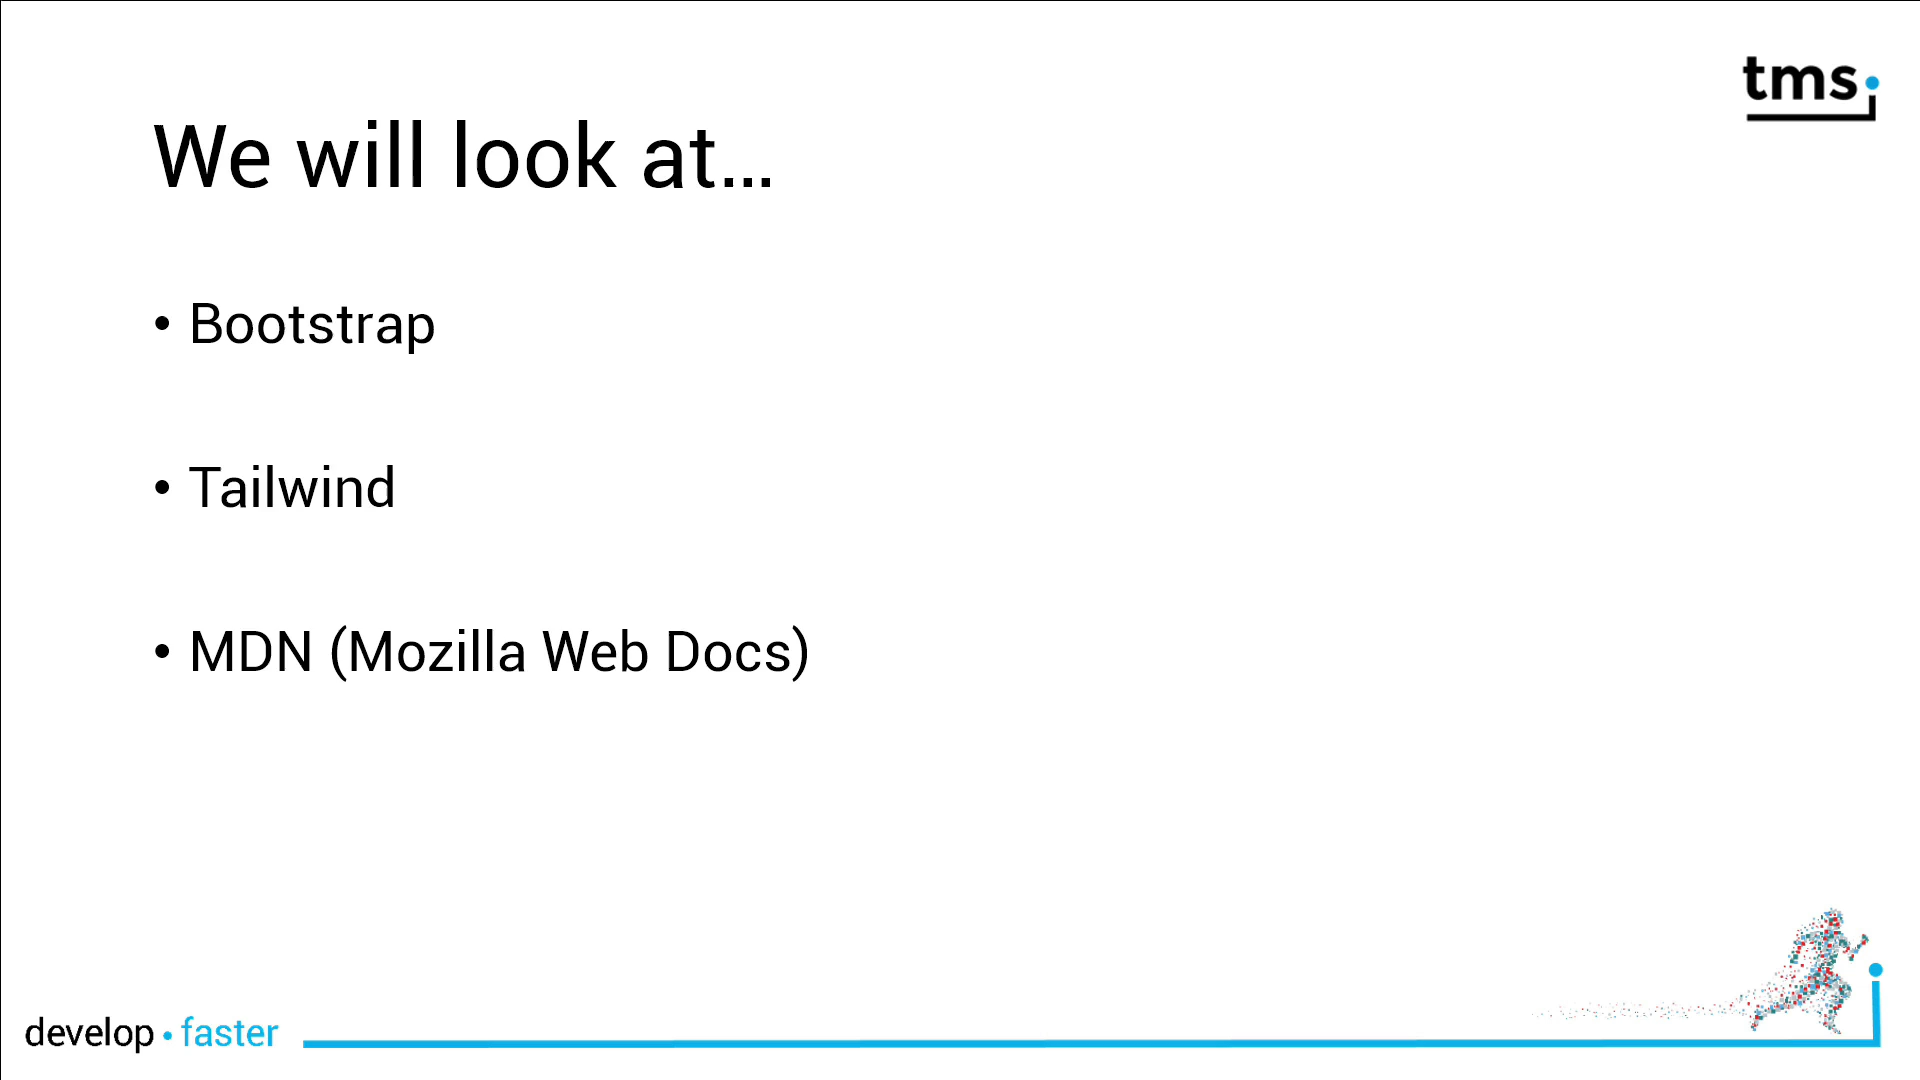 tms
We will look at…
• Bootstrap
• Tailwind
• MDN (Mozilla Web Docs)
develop • faster